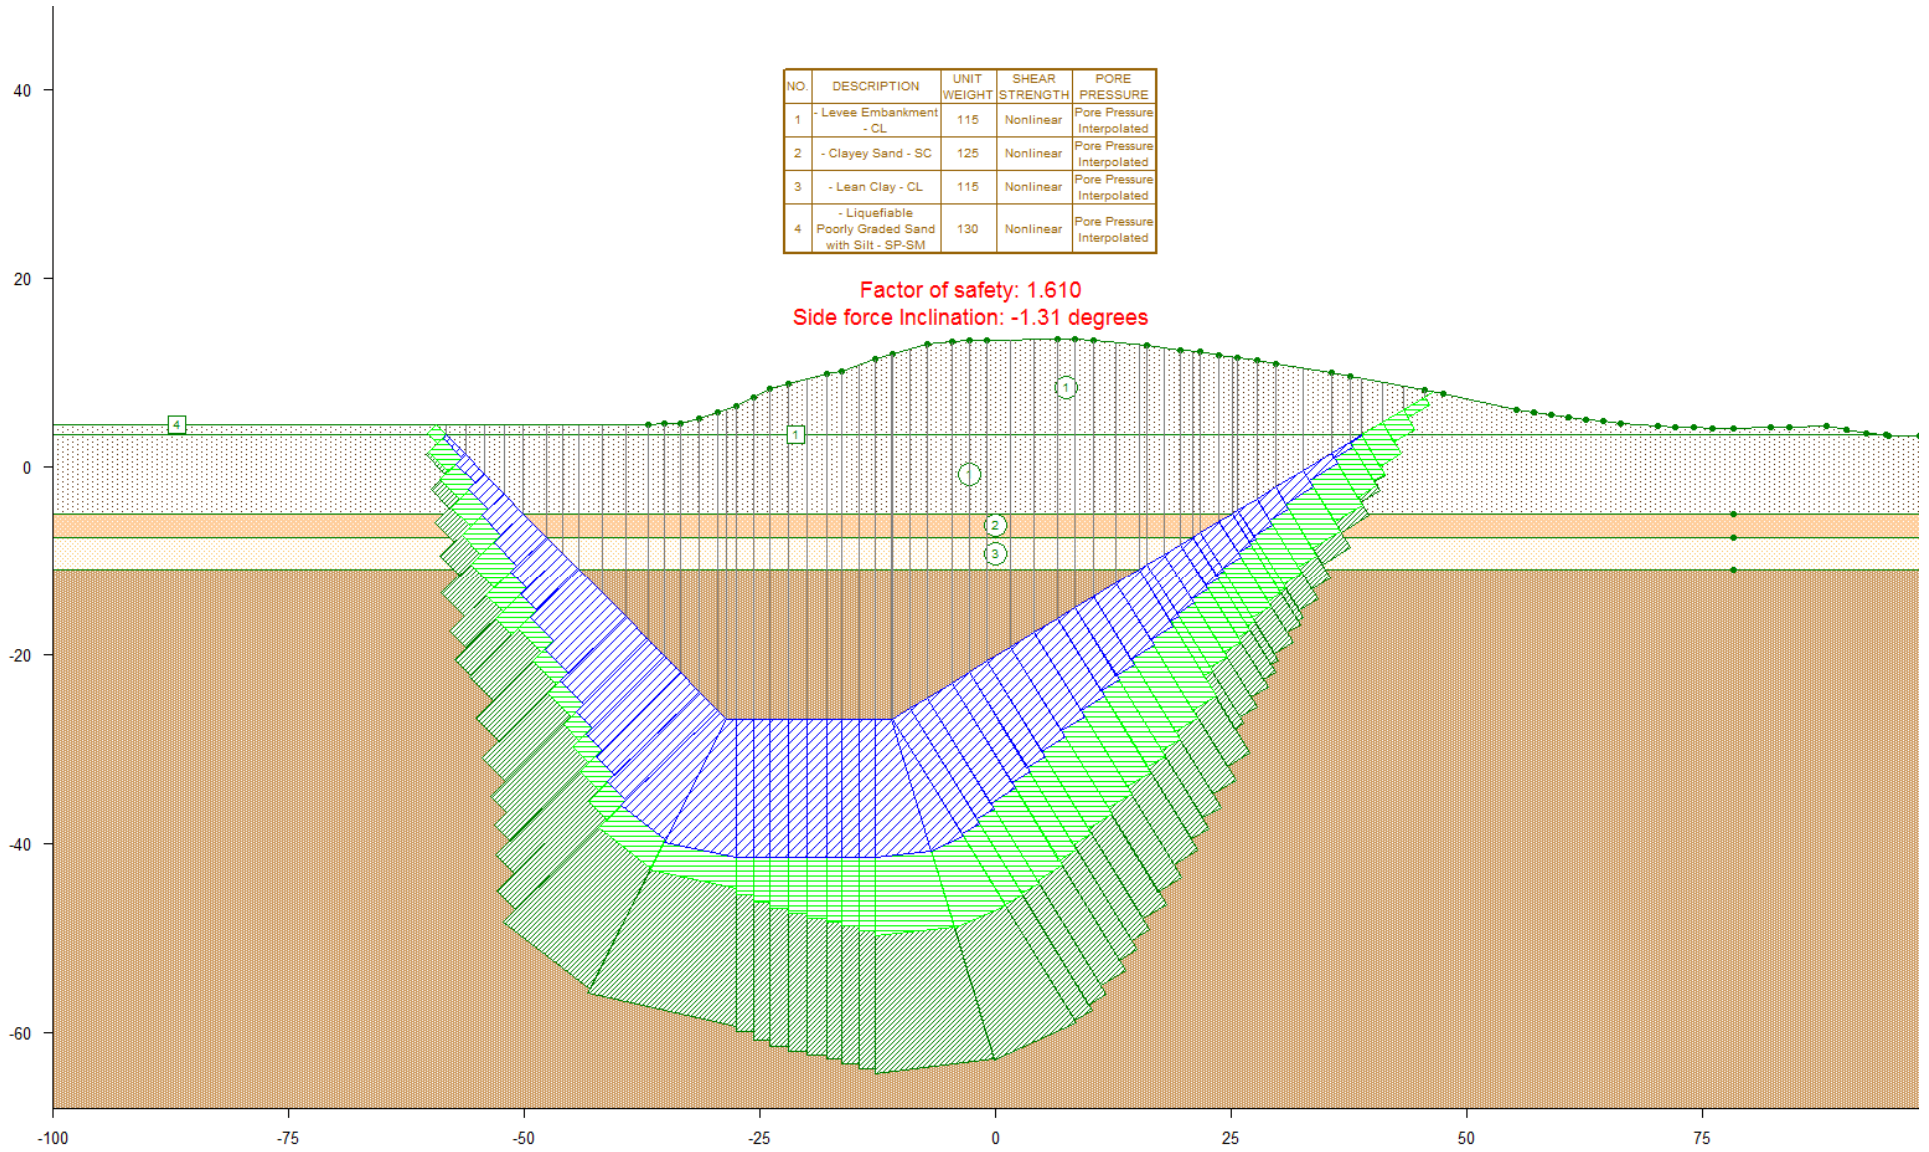 40
20
0
-20
-40
-60
NO. DESCRIPTION UNIT WEIGHT SHEAR STRENGTH PORE PRESSURE
1 - Levee Embankment - CL 115 Nonlinear Pore Pressure Interpolated
2 - Clayey Sand - SC 125 Nonlinear Pore Pressure Interpolated
3 - Lean Clay - CL 115 Nonlinear Pore Pressure Interpolated
4 - Liquefiable Poorly Graded Sand with Silt - SP-SM 130 Nonlinear Pore Pressure Interpolated
Factor of safety: 1.610
Side force Inclination: -1.31 degrees
1
4
1
1
2
3
-100 -75 -50 -25 0 25 50 75